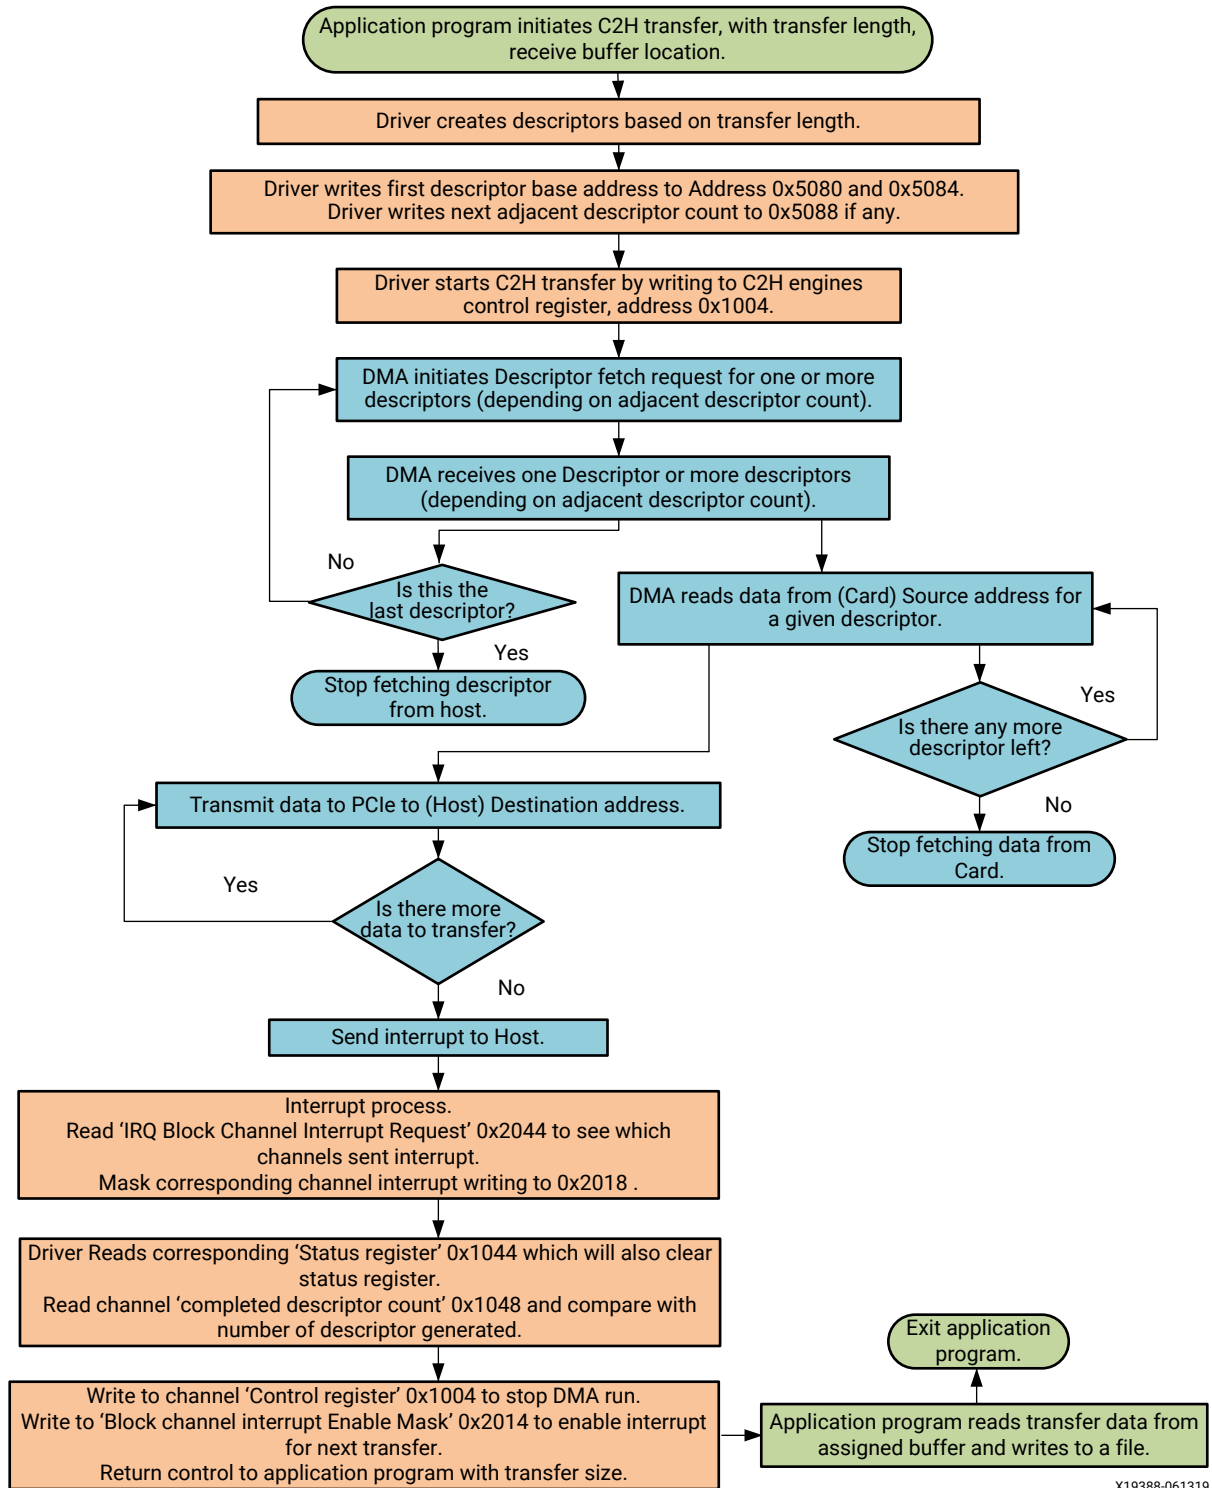 Application program initiates C2H transfer, with transfer length,
receive buffer location.
Driver creates descriptors based on transfer length.
Driver writes first descriptor base address to Address 0x5080 and 0x5084.
Driver writes next adjacent descriptor count to 0x5088 if any.
Driver starts C2H transfer by writing to C2H engines
control register, address 0x1004.
DMA initiates Descriptor fetch request for one or more
descriptors (depending on adjacent descriptor count).
DMA receives one Descriptor or more descriptors
(depending on adjacent descriptor count).
No
Is this the
last descriptor?
Yes
Stop fetching descriptor
from host.
DMA reads data from (Card) Source address for
a given descriptor.
Yes
Is there any more
descriptor left?
No
Stop fetching data from
Card.
Transmit data to PCIe to (Host) Destination address.
Yes
Is there more
data to transfer?
No
Send interrupt to Host.
Interrupt process.
Read ‘IRQ Block Channel Interrupt Request’ 0x2044 to see which
channels sent interrupt.
Mask corresponding channel interrupt writing to 0x2018 .
Driver Reads corresponding ‘Status register’ 0x1044 which will also clear
status register.
Read channel ‘completed descriptor count’ 0x1048 and compare with
number of descriptor generated.
Write to channel ‘Control register’ 0x1004 to stop DMA run.
Write to ‘Block channel interrupt Enable Mask’ 0x2014 to enable interrupt
for next transfer.
Return control to application program with transfer size.
Exit application
program.
Application program reads transfer data from
assigned buffer and writes to a file.
X19388-061319